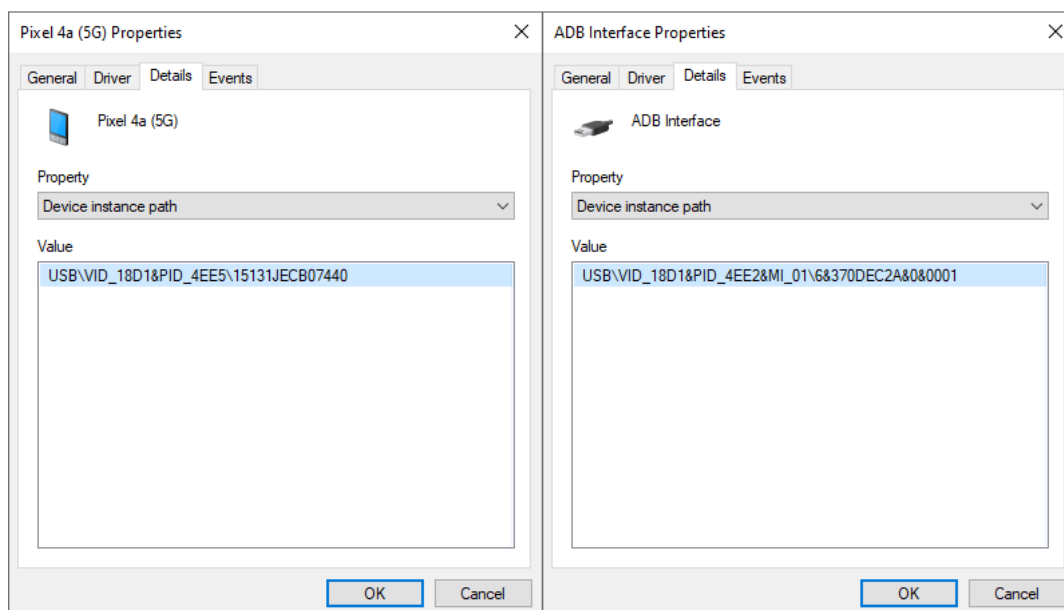 Pixel 4a (5G) Properties
General Driver Details Events
Pixel 4a (5G)
Property
Device instance path
Value
USB\VID_18D1&PID_4EE5\15131JECB07440
OK Cancel
ADB Interface Properties
General Driver Details Events
ADB Interface
Property
Device instance path
Value
USB\VID_18D1&PID_4EE2&MI_01\6&370DEC2A&0&0001
OK Cancel